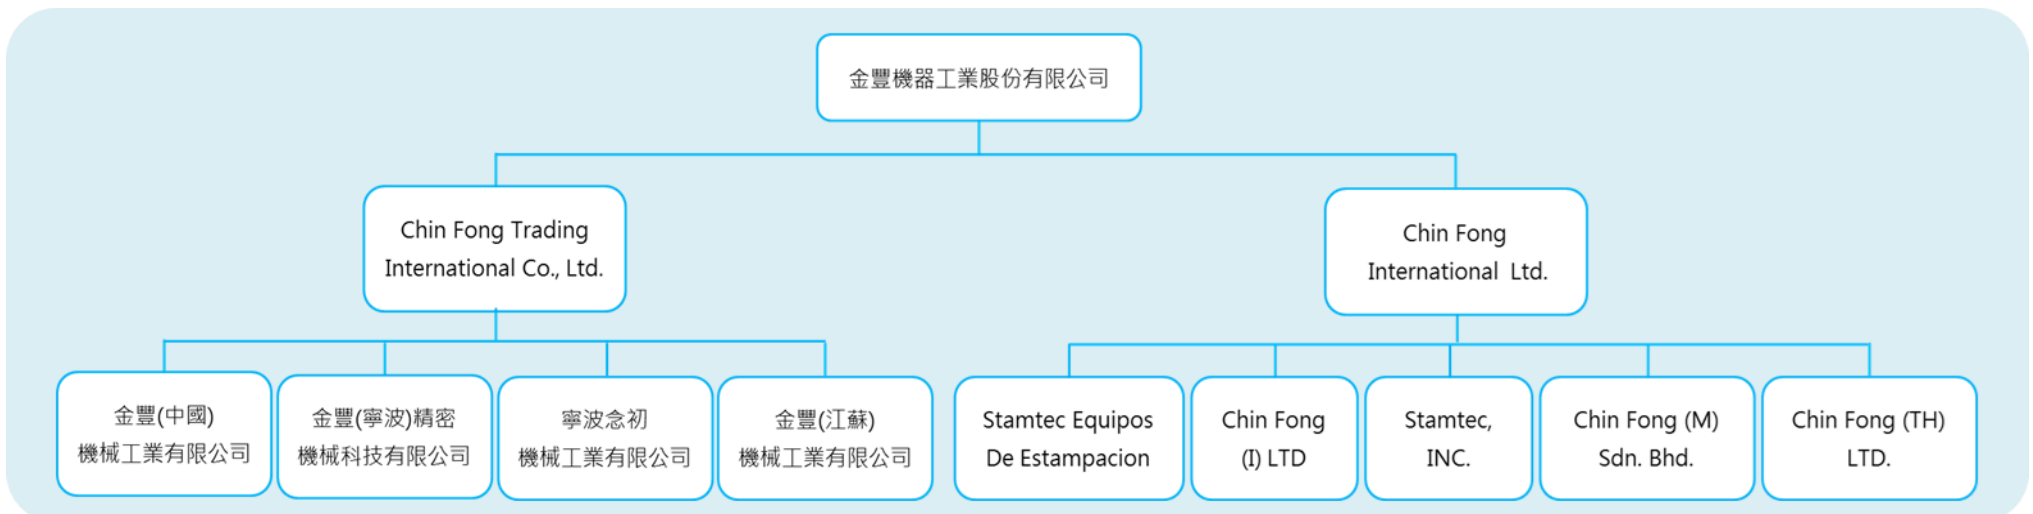 金豐機器工業股份有限公司
Chin Fong Trading
International Co., Ltd.
Chin Fong
International Ltd.
金豐(中國)
機械工業有限公司
金豐(寧波)精密
機械科技有限公司
寧波念初
機械工業有限公司
金豐(江蘇)
機械工業有限公司
Stamtec Equipos
De Estampacion
Chin Fong
(I) LTD
Stamtec,
INC.
Chin Fong (M)
Sdn. Bhd.
Chin Fong (TH)
LTD.